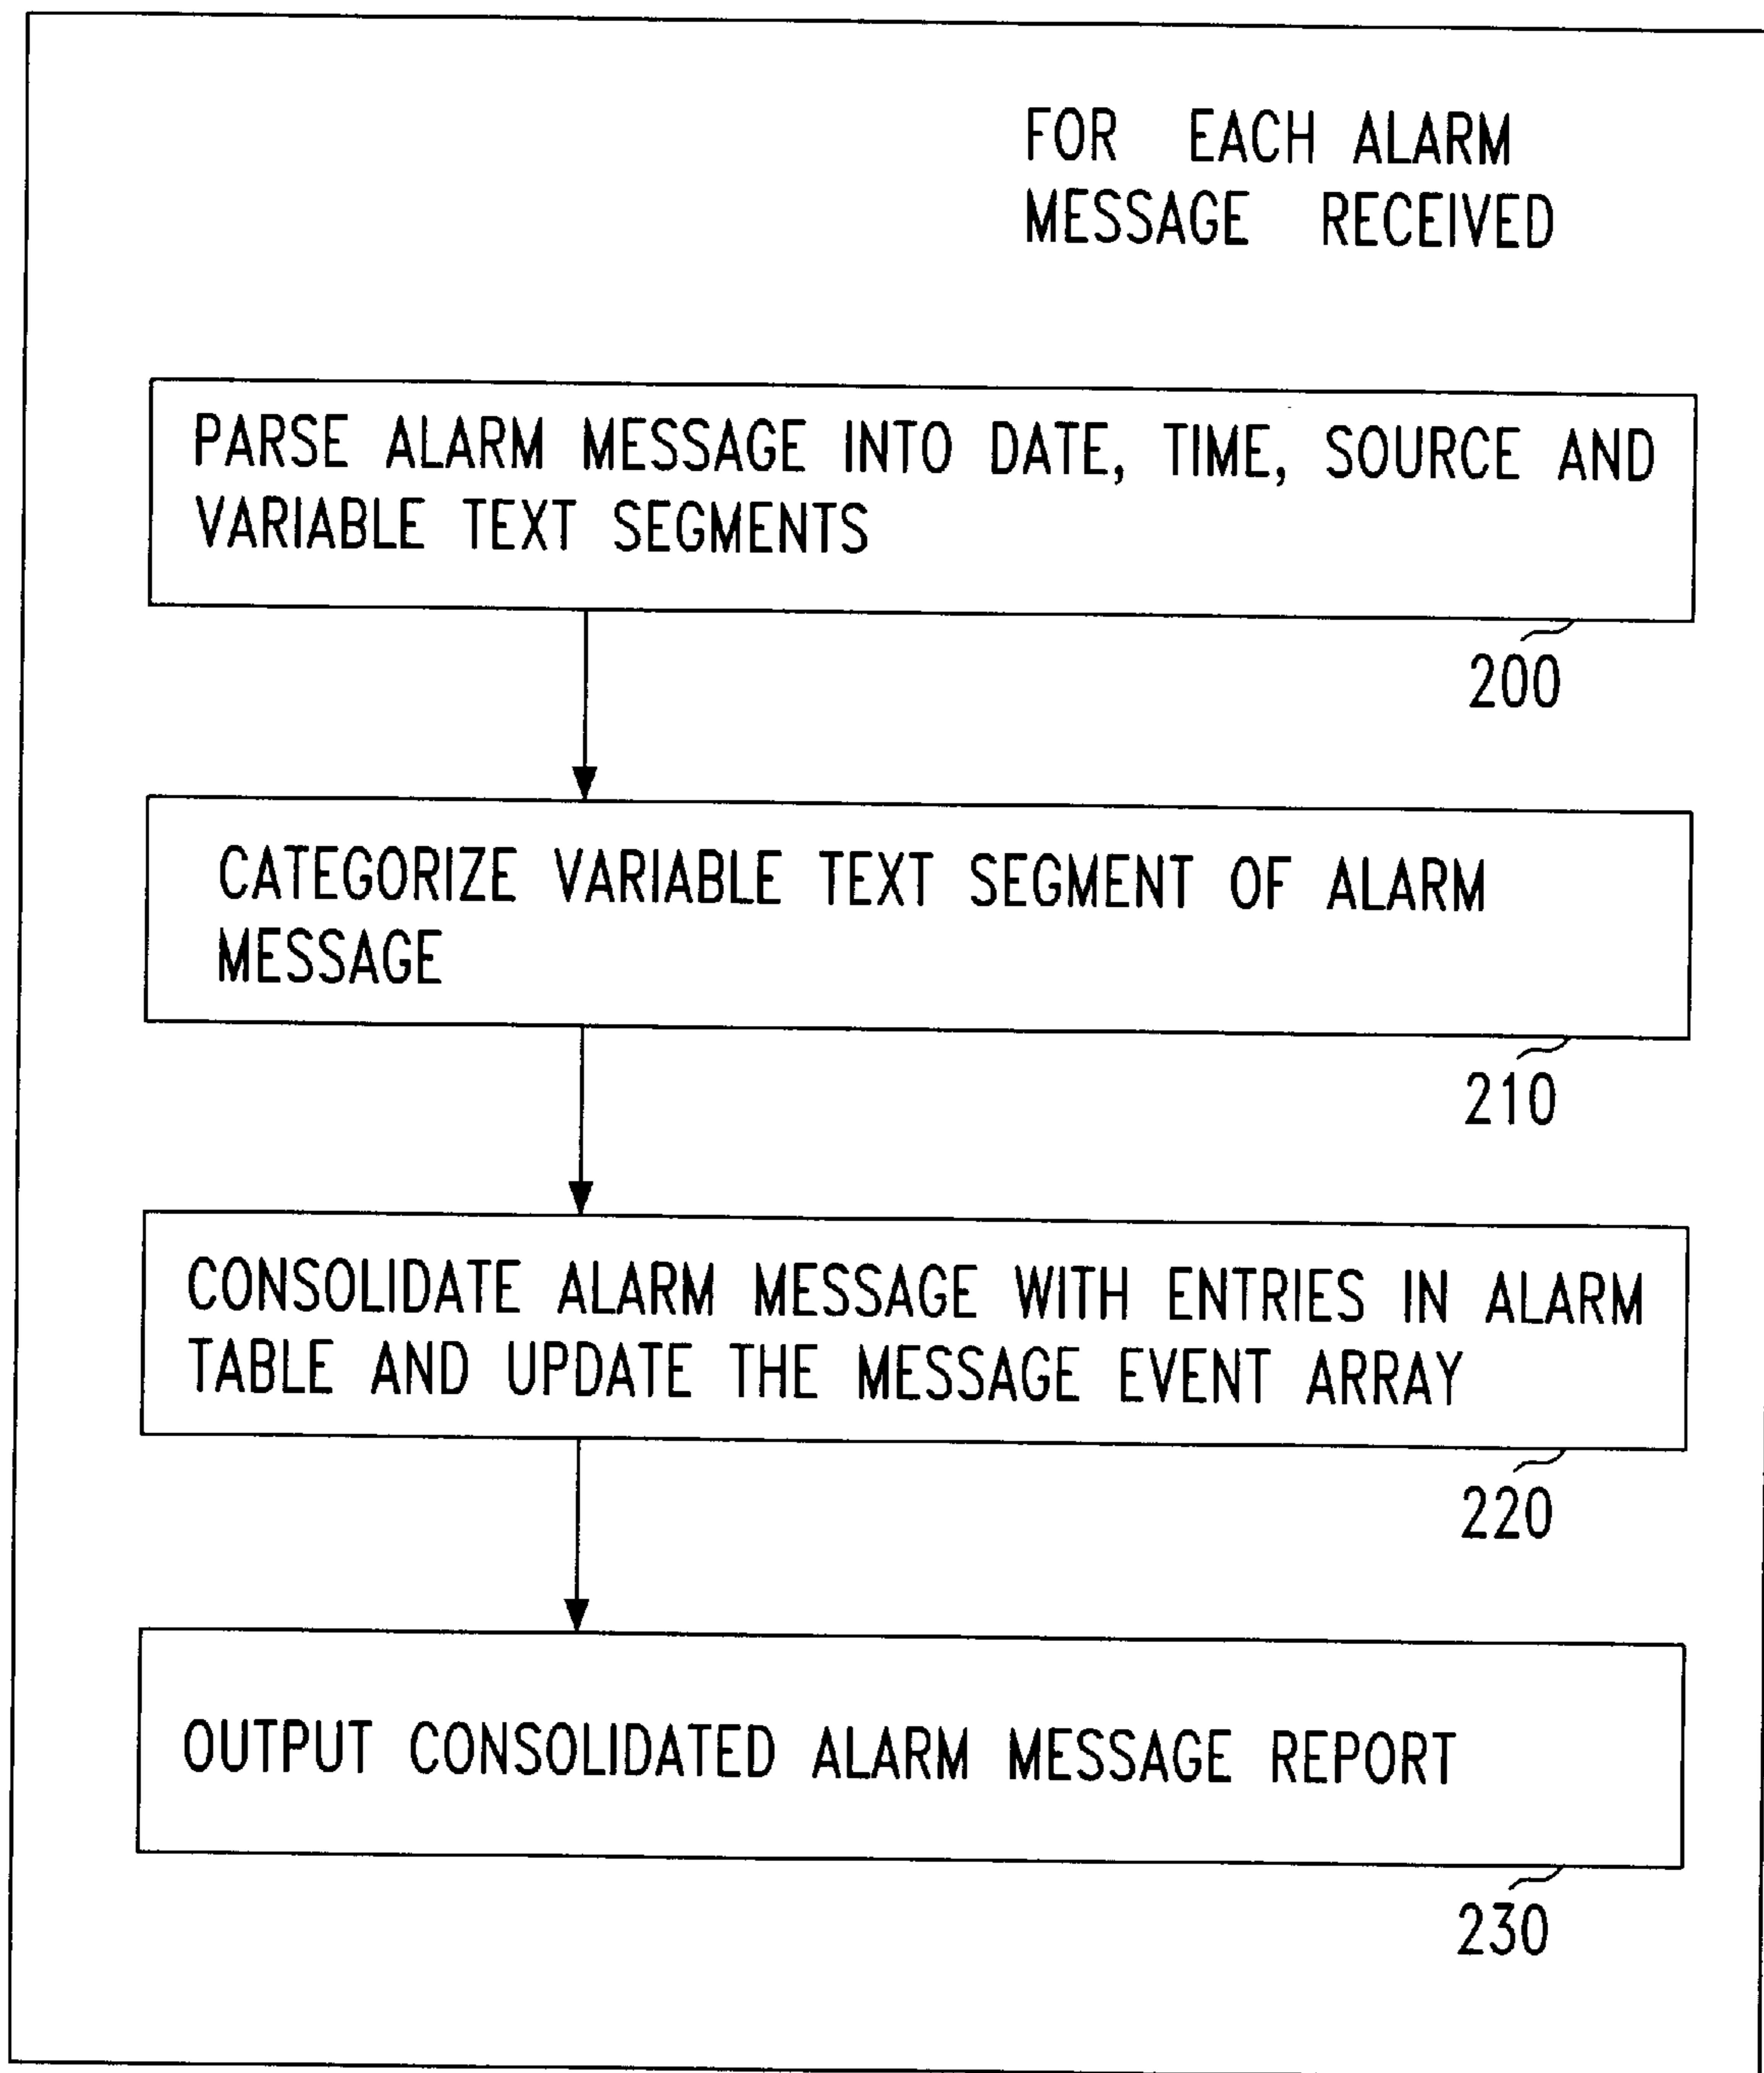 FOR EACH ALARM
MESSAGE RECEIVED
PARSE ALARM MESSAGE INTO DATE, TIME, SOURCE AND
VARIABLE TEXT SEGMENTS
200
CATEGORIZE VARIABLE TEXT SEGMENT OF ALARM
MESSAGE
210
CONSOLIDATE ALARM MESSAGE WITH ENTRIES IN ALARM
TABLE AND UPDATE THE MESSAGE EVENT ARRAY
220
OUTPUT CONSOLIDATED ALARM MESSAGE REPORT
230